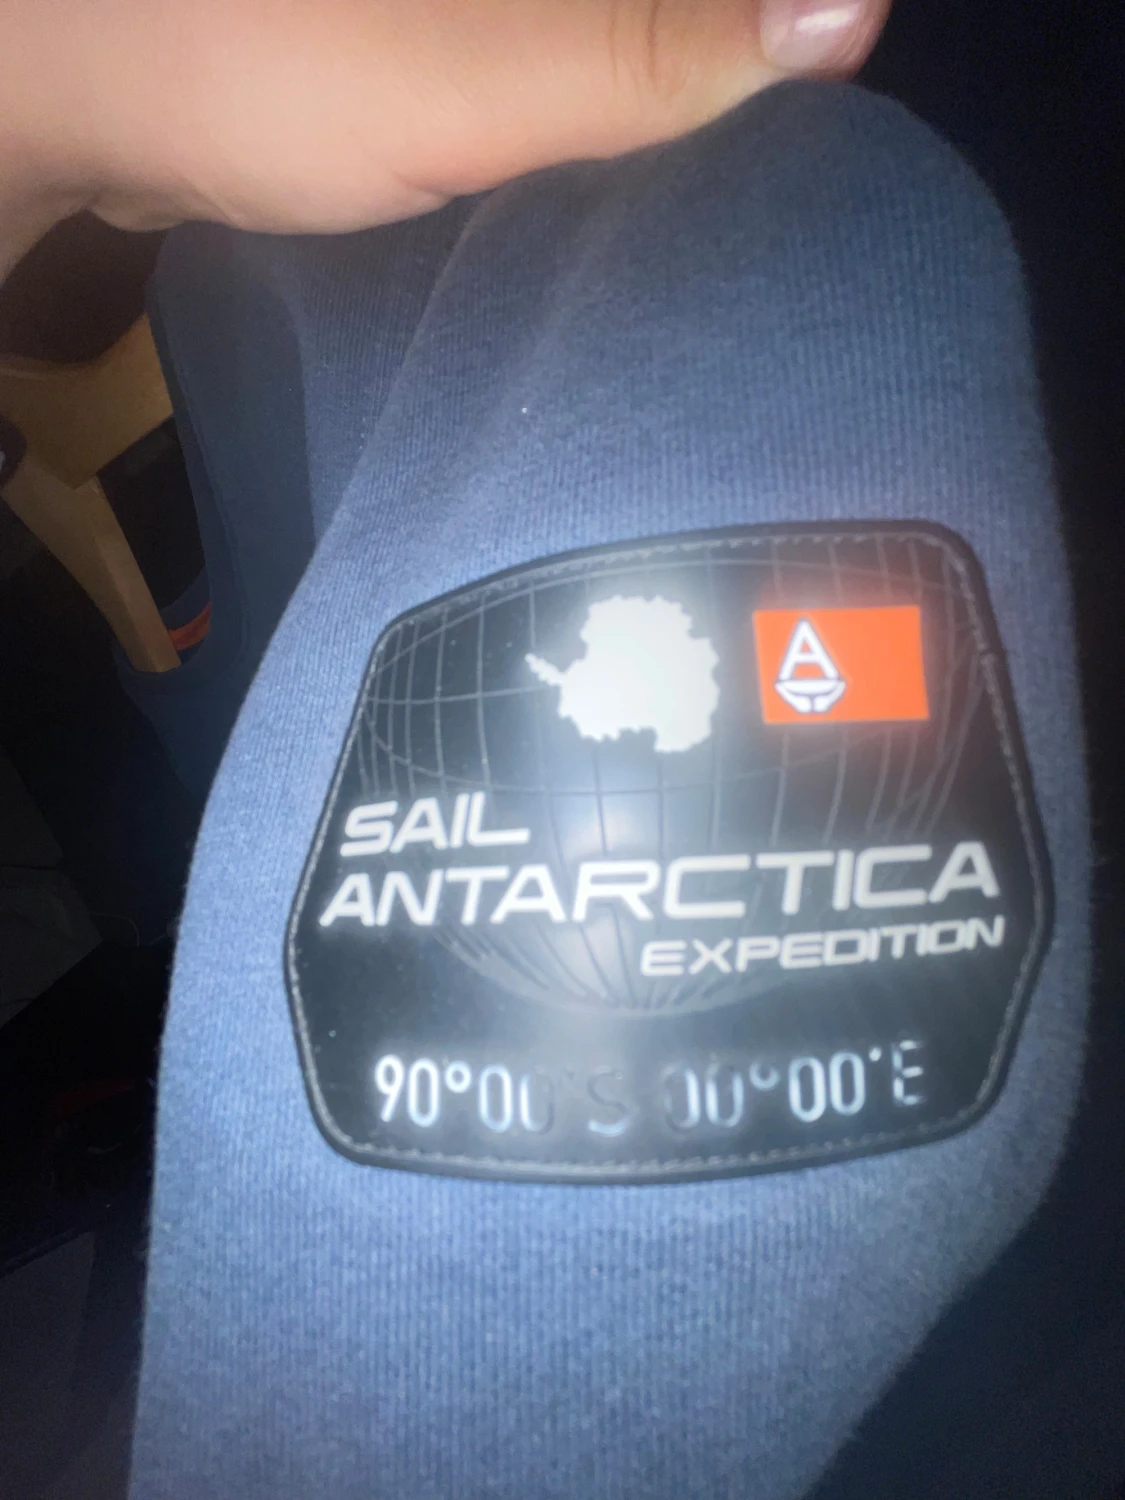 A
SAIL
ANTARCTICA
EXPEDITION
90°00'S 00°00'E